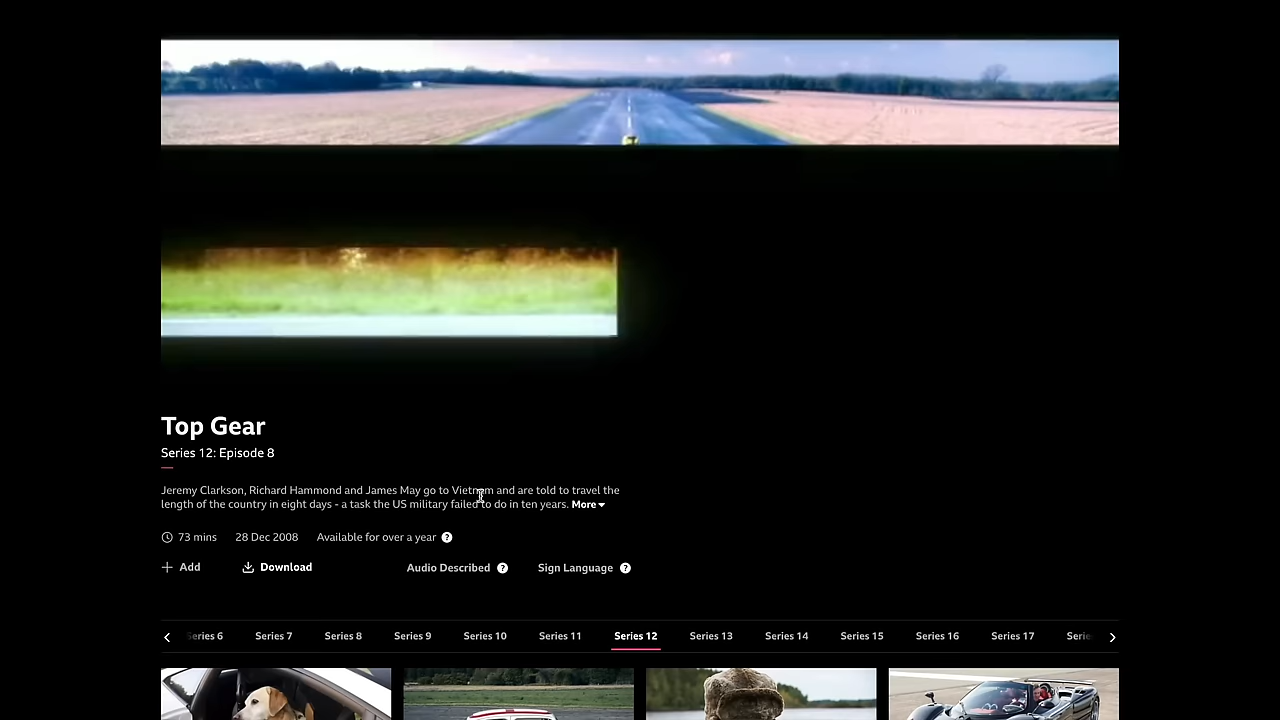 Top Gear
Series 12: Episode 8
Jeremy Clarkson, Richard Hammond and James May go to Vietnam and are told to travel the
length of the country in eight days - a task the US military failed to do in ten years. More
73 mins 28 Dec 2008 Available for over a year ?
Add Download Audio Described ? Sign Language ?
Series 6 Series 7 Series 8 Series 9 Series 10 Series 11 Series 12 Series 13 Series 14 Series 15 Series 16 Series 17 Serie